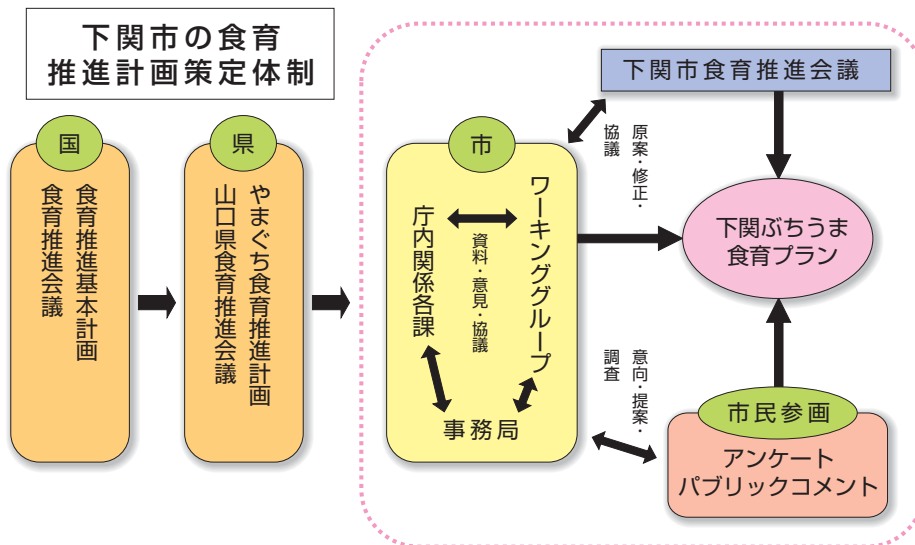 下関市の食育
推進計画策定体制
国
食育推進基本計画
食育推進会議
県
やまぐち食育推進計画
山口県食育推進会議
市
ワーキンググループ
庁内関係各課
資料・意見・協議
事務局
下関市食育推進会議
原案・修正・
協議
下関ぶちうま
食育プラン
意向・提案・
調査
市民参画
アンケート
パブリックコメント